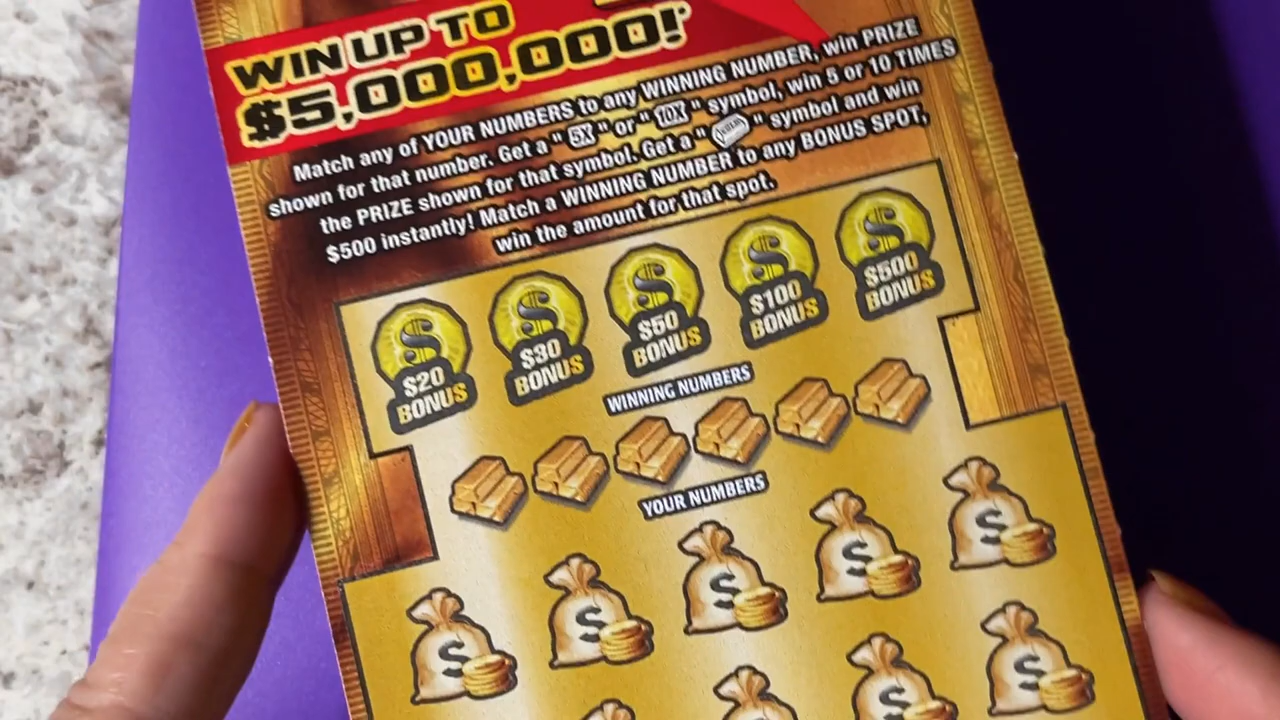 WIN UP TO
$5,000,000!*
Match any of YOUR NUMBERS to any WINNING NUMBER, win PRIZE
shown for that number. Get a "5X" or "10X" symbol, win 5 or 10 TIMES
the PRIZE shown for that symbol. Get a " " symbol and win
$500 instantly! Match a WINNING NUMBER to any BONUS SPOT,
win the amount for that spot.
$20
BONUS
$30
BONUS
$50
BONUS
$100
BONUS
$500
BONUS
WINNING NUMBERS
YOUR NUMBERS